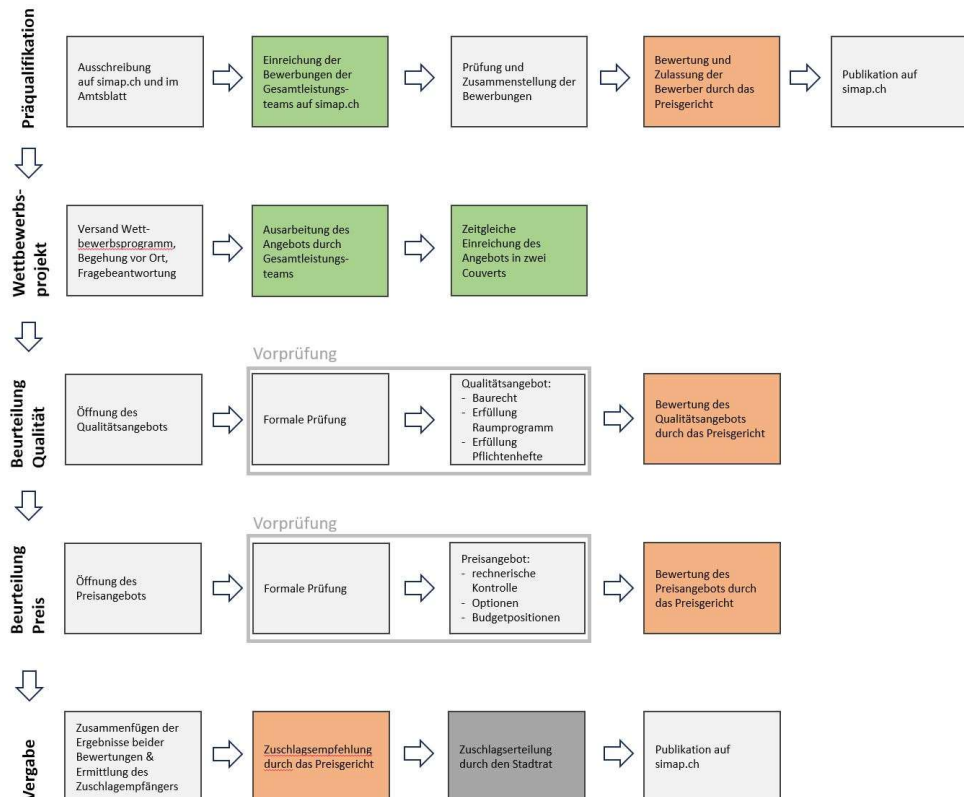 Präqualifikation
Ausschreibung
auf simap.ch und im
Amtsblatt
Einreichung der
Bewerbungen der
Gesamtleistungs-
teams auf simap.ch
Prüfung und
Zusammenstellung der
Bewerbungen
Bewertung und
Zulassung der
Bewerber durch das
Preisgericht
Publikation auf
simap.ch
Wettbewerbs-
projekt
Versand Wett-
bewerbsprogramm,
Begehung vor Ort,
Fragebeantwortung
Ausarbeitung des
Angebots durch
Gesamtleistungs-
teams
Zeitgleiche
Einreichung des
Angebots in zwei
Couverts
Beurteilung
Qualität
Öffnung des
Qualitätsangebots
Vorprüfung
Formale Prüfung
Qualitätsangebot:
- Baurecht
- Erfüllung
Raumprogramm
- Erfüllung
Pflichtenhefte
Bewertung des
Qualitätsangebots
durch das Preisgericht
Beurteilung
Preis
Öffnung des
Preisangebots
Vorprüfung
Formale Prüfung
Preisangebot:
- rechnerische
Kontrolle
- Optionen
- Budgetpositionen
Bewertung des
Preisangebots durch
das Preisgericht
Vergabe
Zusammenfügen der
Ergebnisse beider
Bewertungen &
Ermittlung des
Zuschlagempfängers
Zuschlagsempfehlung
durch das Preisgericht
Zuschlagserteilung
durch den Stadtrat
Publikation auf
simap.ch